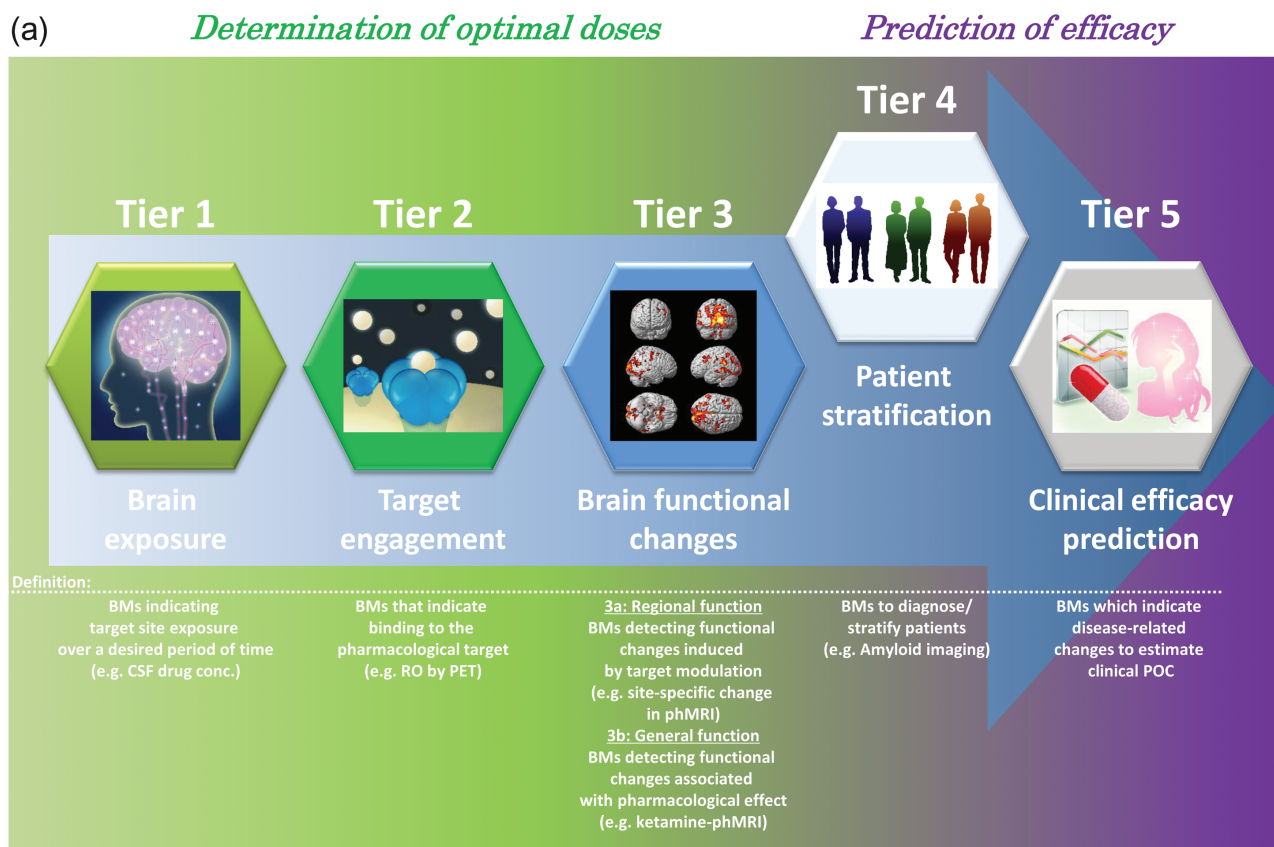 (a)
Determination of optimal doses
Prediction of efficacy
Tier 1
Tier 2
Tier 3
Tier 4
Tier 5
Brain
exposure
Target
engagement
Brain functional
changes
Patient
stratification
Clinical efficacy
prediction
Definition:
BMs indicating
target site exposure
over a desired period of time
(e.g. CSF drug conc.)
BMs that indicate
binding to the
pharmacological target
(e.g. RO by PET)
3a: Regional function
BMs detecting functional
changes induced
by target modulation
(e.g. site-specific change
in phMRI)
3b: General function
BMs detecting functional
changes associated
with pharmacological effect
(e.g. ketamine-phMRI)
BMs to diagnose/
stratify patients
(e.g. Amyloid imaging)
BMs which indicate
disease-related
changes to estimate
clinical POC